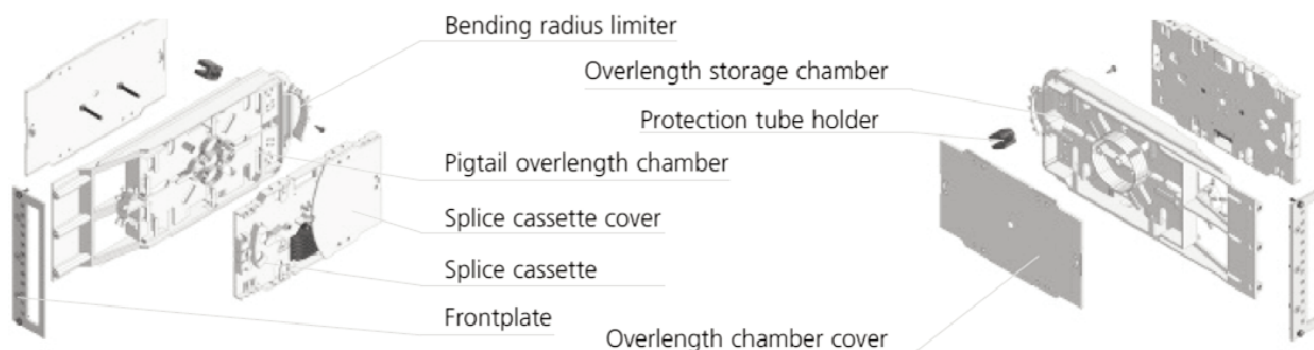 Bending radius limiter
Overlength storage chamber
Protection tube holder
Pigtail overlength chamber
Splice cassette cover
Splice cassette
Frontplate
Overlength chamber cover